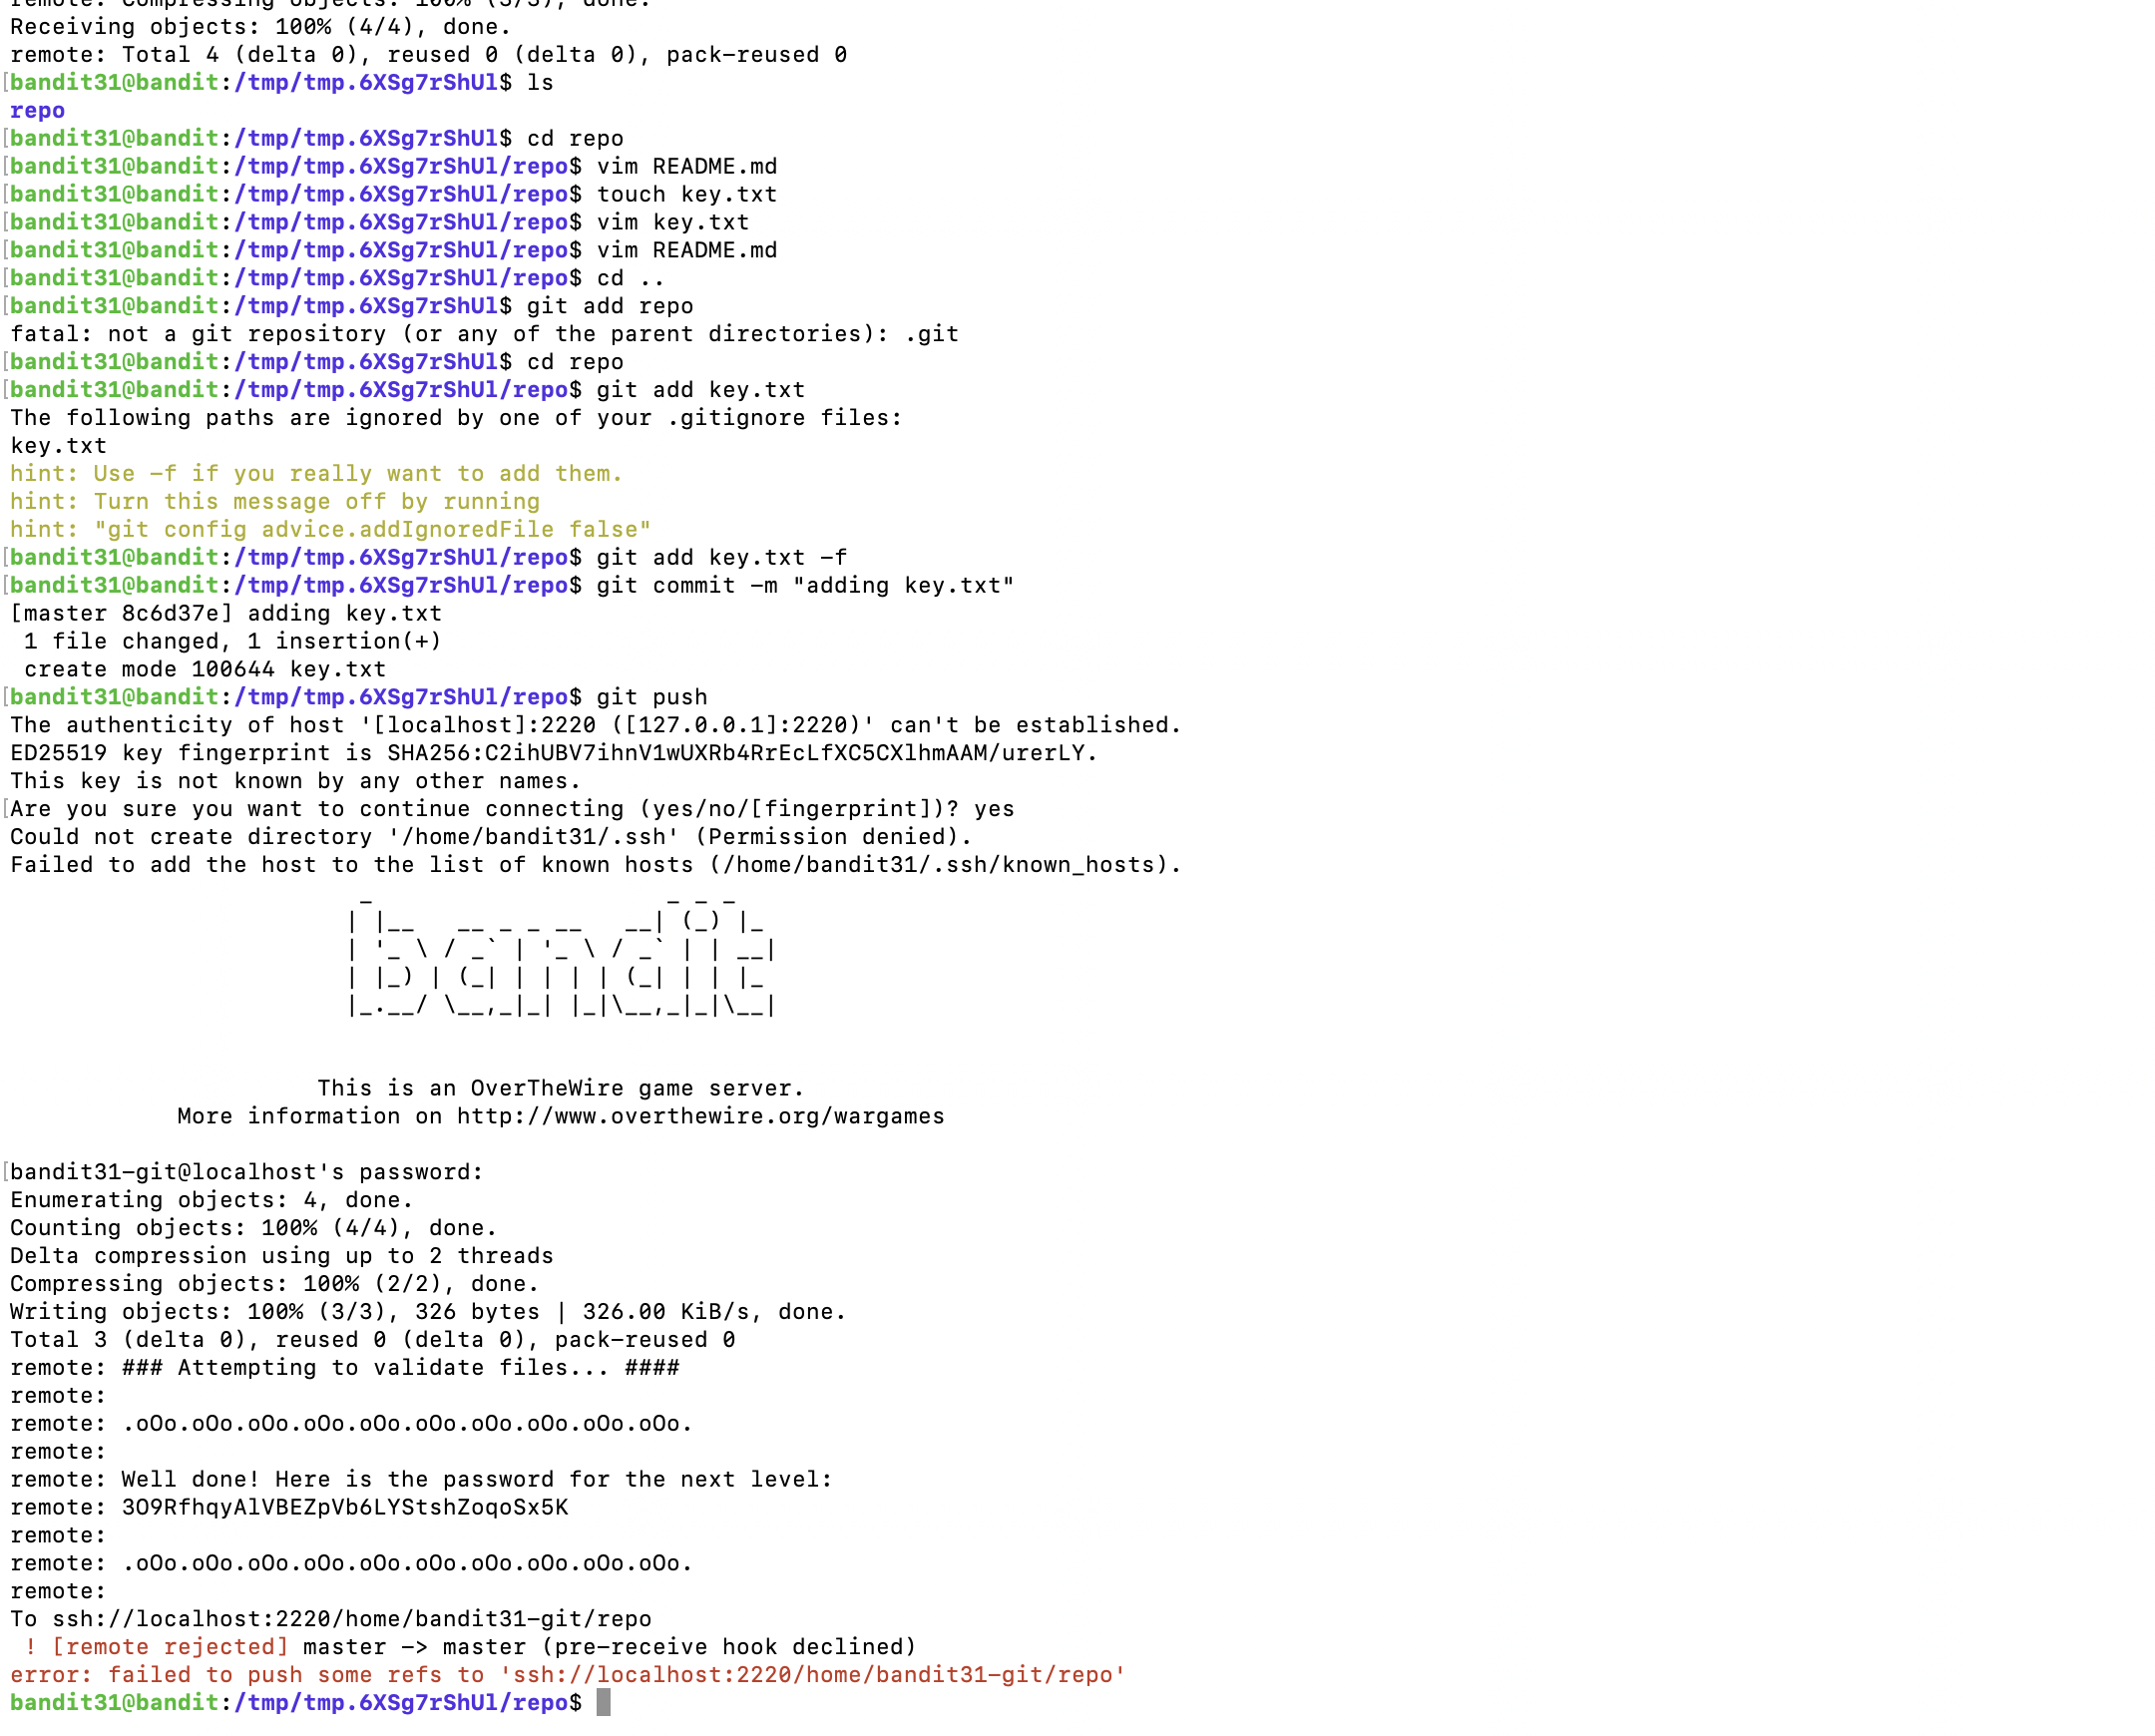 remote: Compressing objects: 100% (3/3), done.
Receiving objects: 100% (4/4), done.
remote: Total 4 (delta 0), reused 0 (delta 0), pack-reused 0
[bandit31@bandit:/tmp/tmp.6XSg7rShUl$ ls
repo
[bandit31@bandit:/tmp/tmp.6XSg7rShUl$ cd repo
[bandit31@bandit:/tmp/tmp.6XSg7rShUl/repo$ vim README.md
[bandit31@bandit:/tmp/tmp.6XSg7rShUl/repo$ touch key.txt
[bandit31@bandit:/tmp/tmp.6XSg7rShUl/repo$ vim key.txt
[bandit31@bandit:/tmp/tmp.6XSg7rShUl/repo$ vim README.md
[bandit31@bandit:/tmp/tmp.6XSg7rShUl/repo$ cd ..
[bandit31@bandit:/tmp/tmp.6XSg7rShUl$ git add repo
fatal: not a git repository (or any of the parent directories): .git
[bandit31@bandit:/tmp/tmp.6XSg7rShUl$ cd repo
[bandit31@bandit:/tmp/tmp.6XSg7rShUl/repo$ git add key.txt
The following paths are ignored by one of your .gitignore files:
key.txt
hint: Use -f if you really want to add them.
hint: Turn this message off by running
hint: "git config advice.addIgnoredFile false"
[bandit31@bandit:/tmp/tmp.6XSg7rShUl/repo$ git add key.txt -f
[bandit31@bandit:/tmp/tmp.6XSg7rShUl/repo$ git commit -m "adding key.txt"
[master 8c6d37e] adding key.txt
 1 file changed, 1 insertion(+)
 create mode 100644 key.txt
[bandit31@bandit:/tmp/tmp.6XSg7rShUl/repo$ git push
The authenticity of host '[localhost]:2220 ([127.0.0.1]:2220)' can't be established.
ED25519 key fingerprint is SHA256:C2ihUBV7ihnV1wUXRb4RrEcLfXC5CXlhmAAM/urerLY.
This key is not known by any other names.
[Are you sure you want to continue connecting (yes/no/[fingerprint])? yes
Could not create directory '/home/bandit31/.ssh' (Permission denied).
Failed to add the host to the list of known hosts (/home/bandit31/.ssh/known_hosts).
                         _                     _ _ _
                        | |__   __ _ _ __   __| (_) |_
                        | '_ \ / _` | '_ \ / _` | | __|
                        | |_) | (_| | | | | (_| | | |_
                        |_.__/ \__,_|_| |_|\__,_|_|\__|
                      This is an OverTheWire game server.
            More information on http://www.overthewire.org/wargames
[bandit31-git@localhost's password:
Enumerating objects: 4, done.
Counting objects: 100% (4/4), done.
Delta compression using up to 2 threads
Compressing objects: 100% (2/2), done.
Writing objects: 100% (3/3), 326 bytes | 326.00 KiB/s, done.
Total 3 (delta 0), reused 0 (delta 0), pack-reused 0
remote: ### Attempting to validate files... ####
remote:
remote: .oOo.oOo.oOo.oOo.oOo.oOo.oOo.oOo.oOo.oOo.
remote:
remote: Well done! Here is the password for the next level:
remote: 3O9RfhqyAlVBEZpVb6LYStshZoqoSx5K
remote:
remote: .oOo.oOo.oOo.oOo.oOo.oOo.oOo.oOo.oOo.oOo.
remote:
To ssh://localhost:2220/home/bandit31-git/repo
 ! [remote rejected] master -> master (pre-receive hook declined)
error: failed to push some refs to 'ssh://localhost:2220/home/bandit31-git/repo'
bandit31@bandit:/tmp/tmp.6XSg7rShUl/repo$